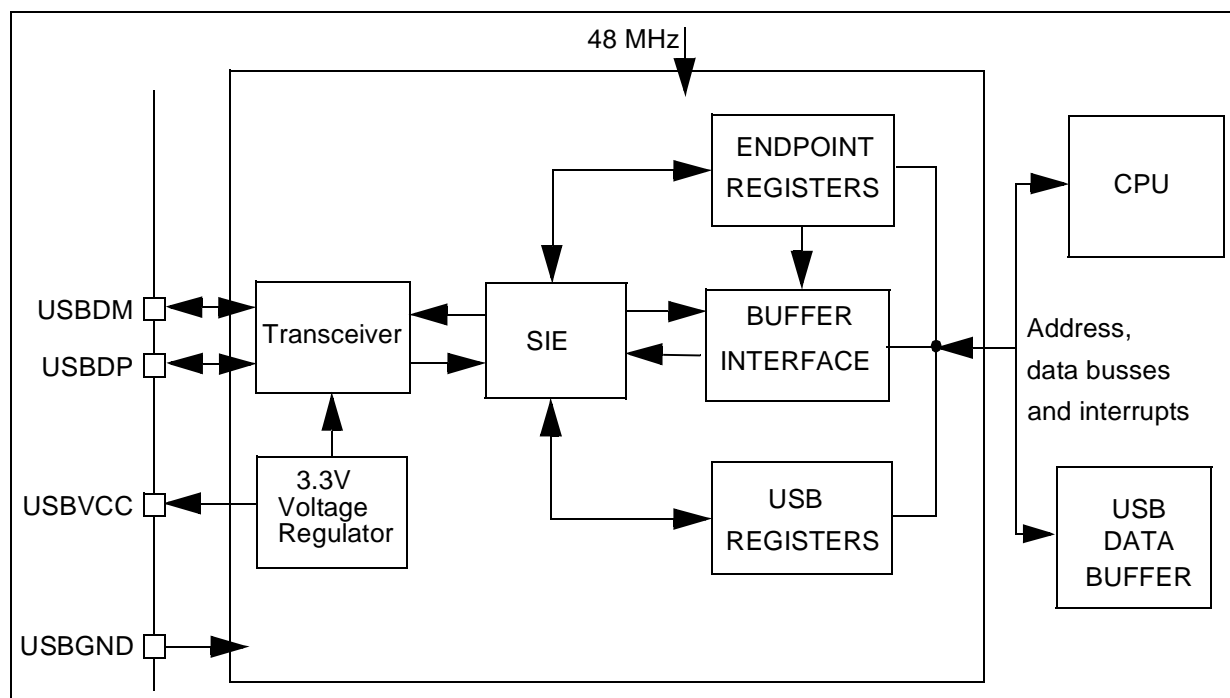 48 MHz
ENDPOINT
REGISTERS
CPU
USBDM
USBDP
Transceiver
SIE
BUFFER
INTERFACE
Address,
data busses
and interrupts
USBVCC
3.3V
Voltage
Regulator
USB
REGISTERS
USB
DATA
BUFFER
USBGND